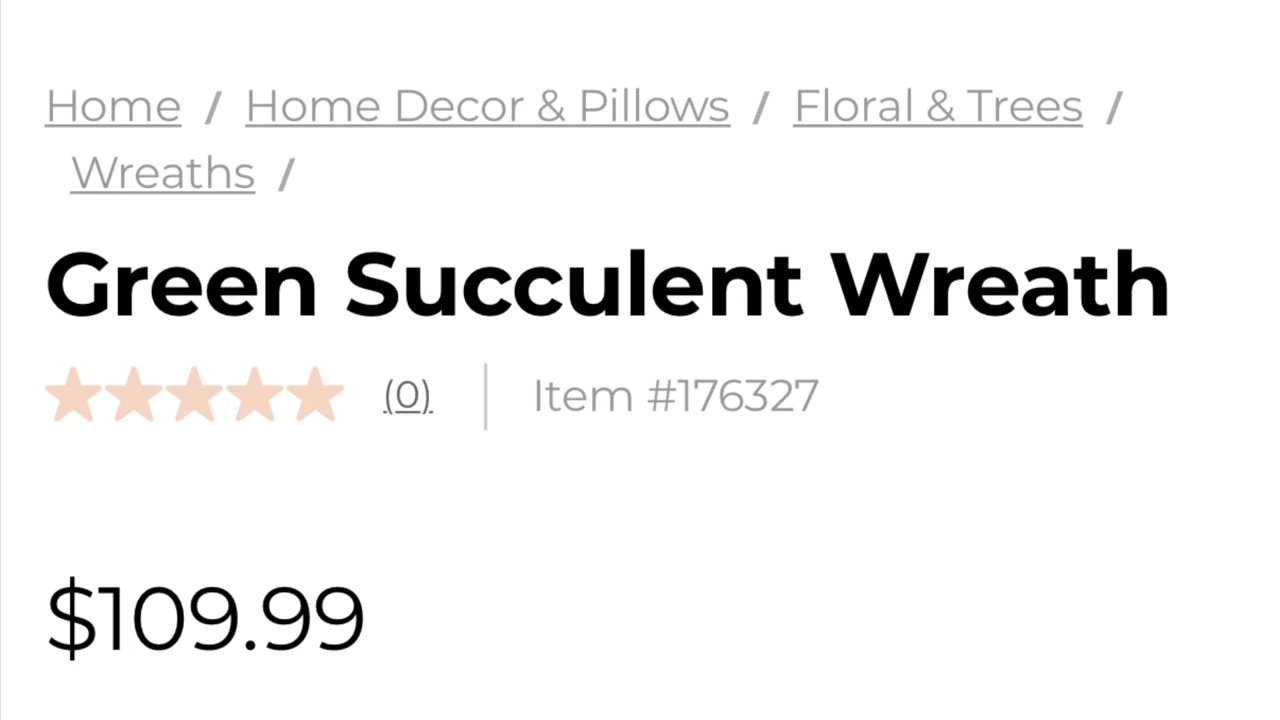 Home / Home Decor & Pillows / Floral & Trees /
Wreaths /
Green Succulent Wreath
(0) Item #176327
$109.99